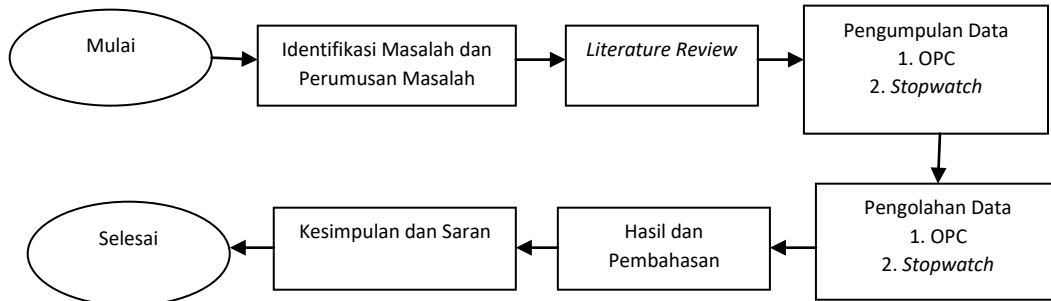 Mulai
Identifikasi Masalah dan
Perumusan Masalah
Literature Review
Pengumpulan Data
1. OPC
2. Stopwatch
Pengolahan Data
1. OPC
2. Stopwatch
Hasil dan
Pembahasan
Kesimpulan dan Saran
Selesai